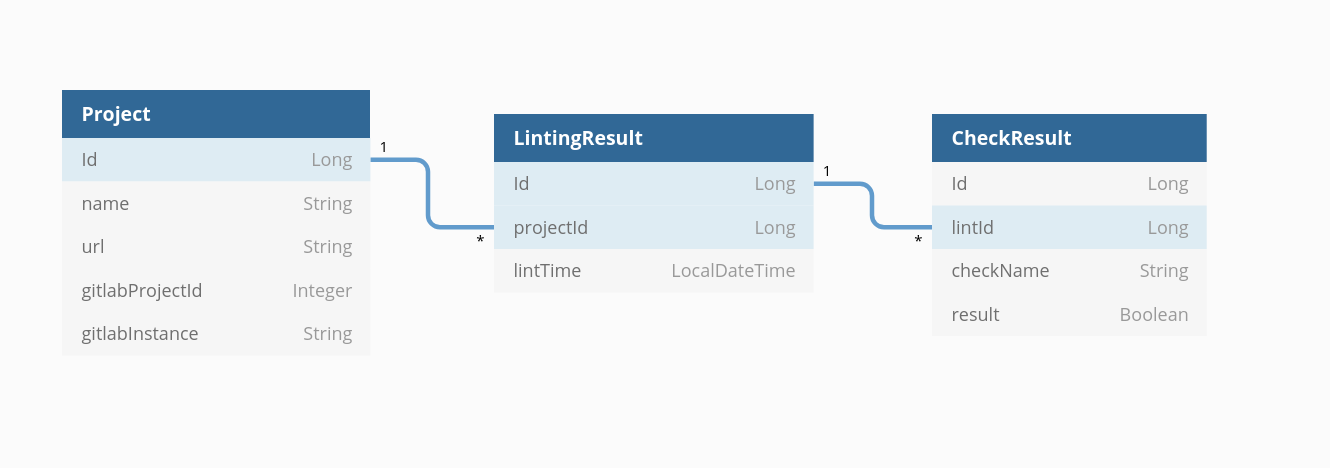 Project
Id Long
name String
url String
gitlabProjectId Integer
gitlabInstance String
1
*
LintingResult
Id Long
projectId Long
lintTime LocalDateTime
1
*
CheckResult
Id Long
lintId Long
checkName String
result Boolean